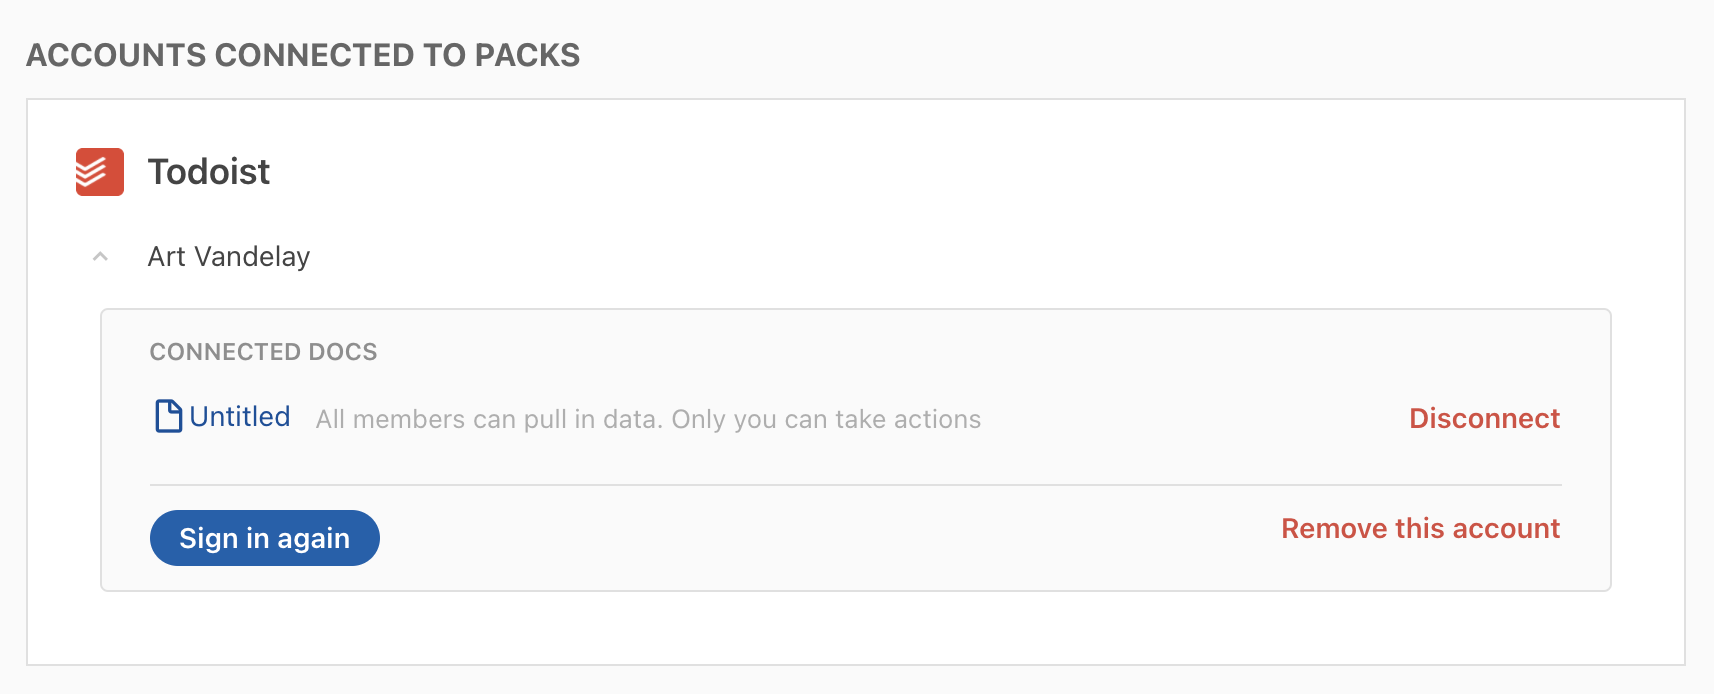 ACCOUNTS CONNECTED TO PACKS
Todoist
Art Vandelay
CONNECTED DOCS
Untitled All members can pull in data. Only you can take actions Disconnect
Sign in again Remove this account